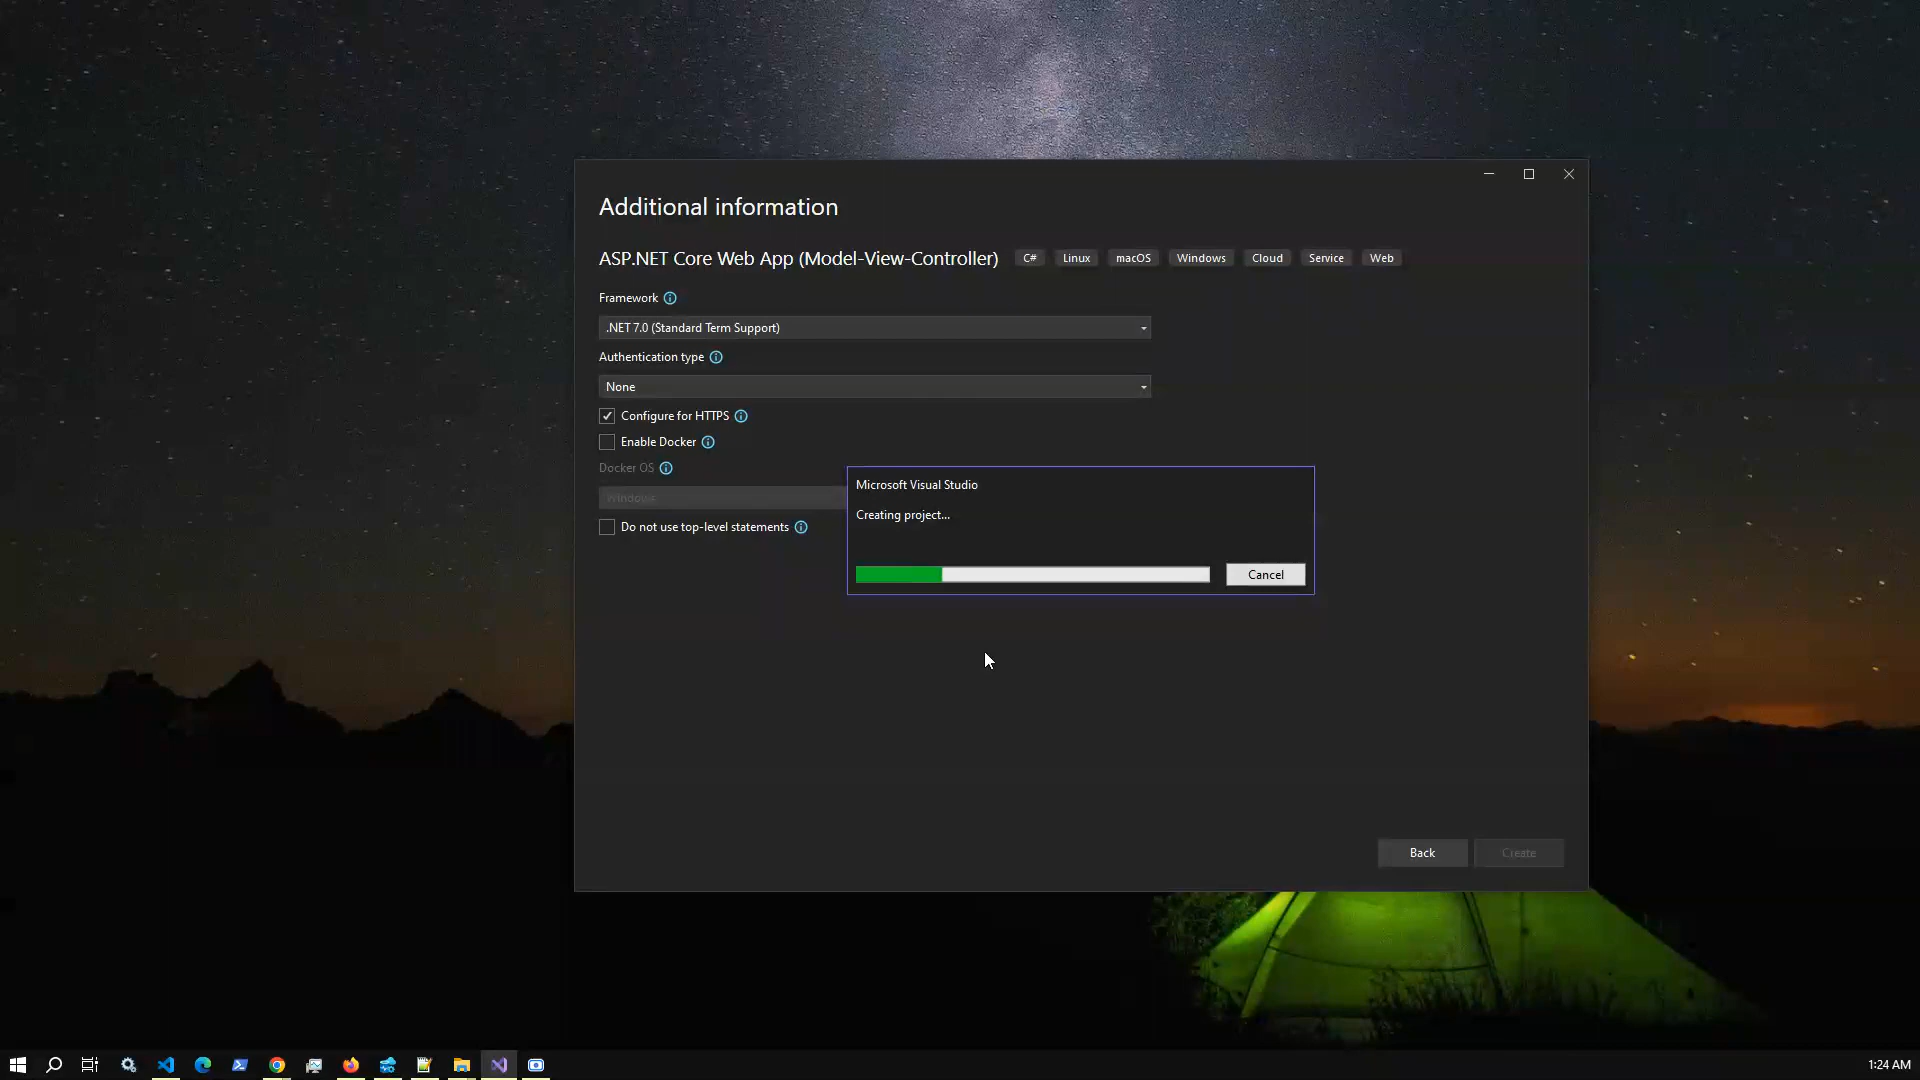 Additional information
ASP.NET Core Web App (Model-View-Controller) C# Linux macOS Windows Cloud Service Web
Framework
.NET 7.0 (Standard Term Support)
Authentication type
None
Configure for HTTPS
Enable Docker
Docker OS
Windows
Do not use top-level statements
Microsoft Visual Studio
Creating project...
Cancel
Back Create
1:24 AM